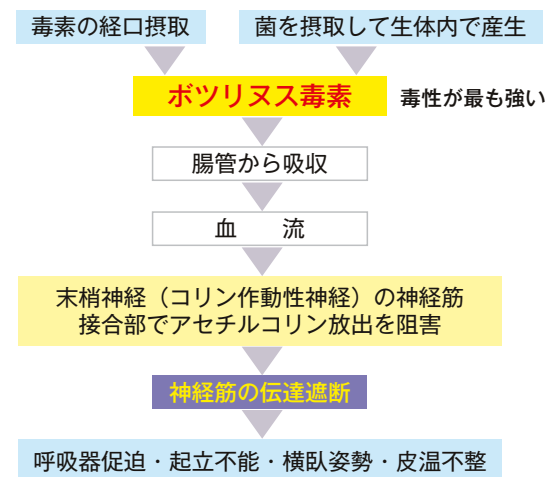 毒素の経口摂取
菌を摂取して生体内で産生
ボツリヌス毒素
毒性が最も強い
腸管から吸収
血　　流
末梢神経（コリン作動性神経）の神経筋
接合部でアセチルコリン放出を阻害
神経筋の伝達遮断
呼吸器促迫・起立不能・横臥姿勢・皮温不整